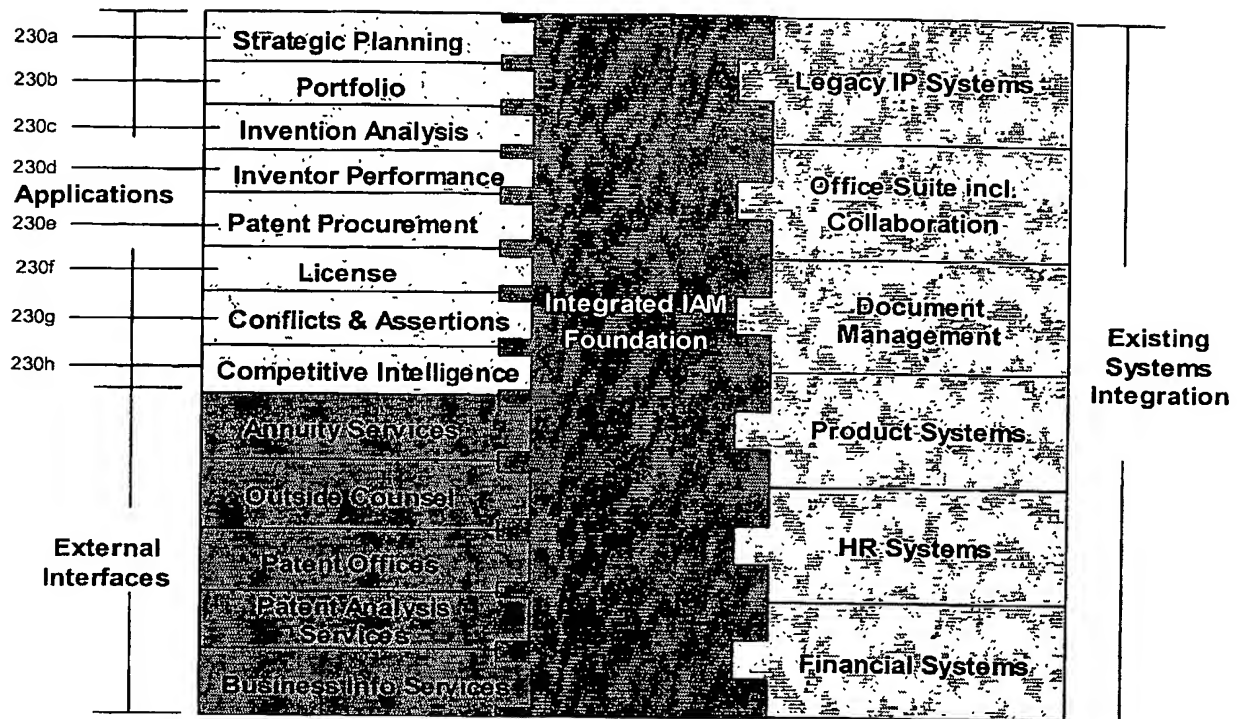 230a
Strategic Planning
230b
Portfolio
230c
Invention Analysis
230d
Inventor Performance
Applications
230e
Patent Procurement
230f
License
230g
Conflicts & Assertions
230h
Competitive Intelligence
Annuity Services
Outside Counsel
External
Interfaces
Patent Offices
Patent Analysis
Services
Business Info Services
Integrated IAM
Foundation
Legacy IP Systems
Office Suite incl.
Collaboration
Document
Management
Product Systems
HR Systems
Financial Systems
Existing
Systems
Integration